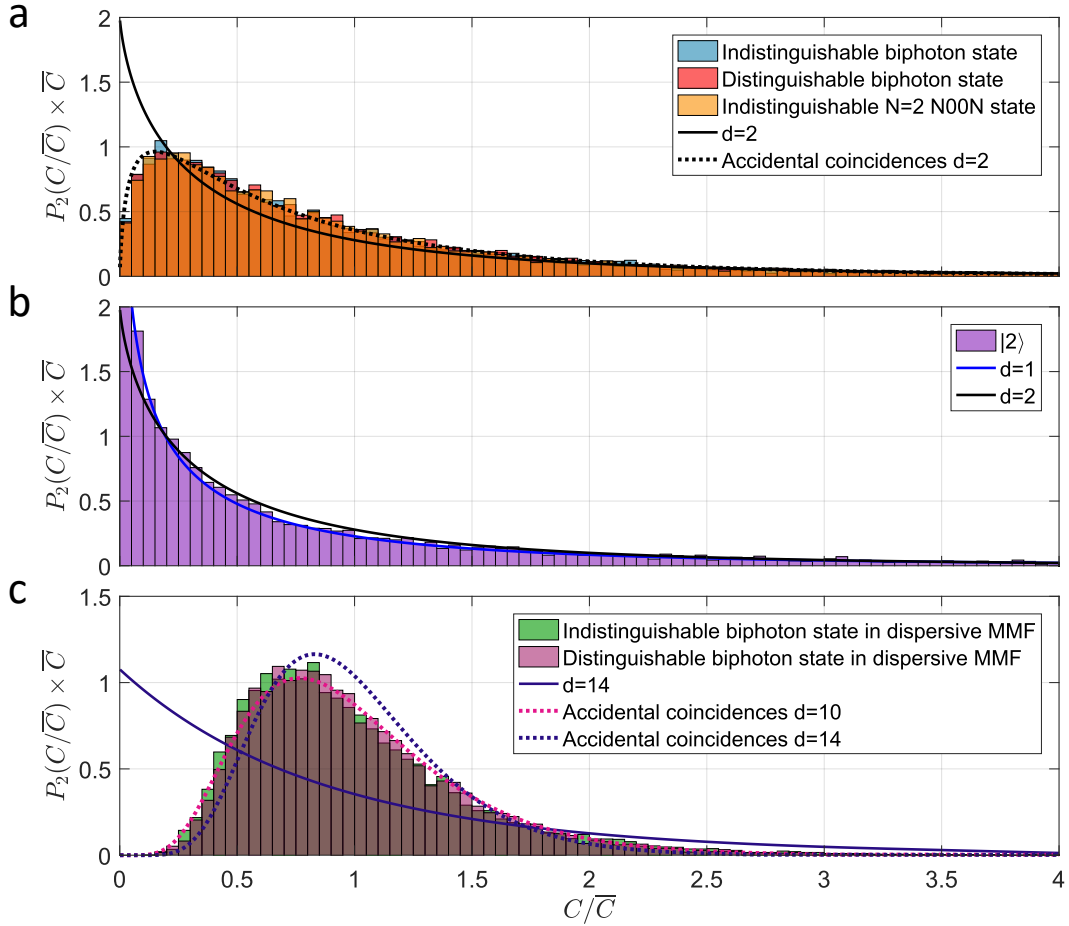 a
2
1.5
1
0.5
0
P₂(C/C̅) × C̅
Indistinguishable biphoton state
Distinguishable biphoton state
Indistinguishable N=2 N00N state
d=2
Accidental coincidences d=2
b
2
1.5
1
0.5
0
P₂(C/C̅) × C̅
|2⟩
d=1
d=2
c
1.5
1
0.5
0
P₂(C/C̅) × C̅
Indistinguishable biphoton state in dispersive MMF
Distinguishable biphoton state in dispersive MMF
d=14
Accidental coincidences d=10
Accidental coincidences d=14
0 0.5 1 1.5 2 2.5 3 3.5 4
C/C̅